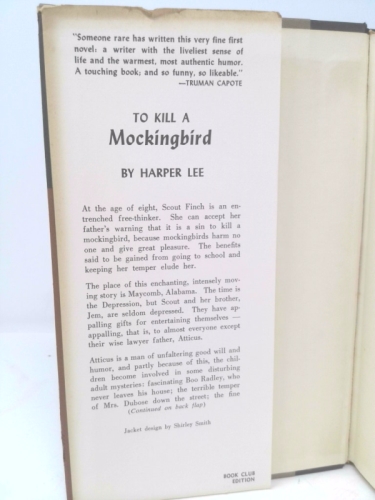 "Someone rare has written this very fine first
novel: a writer with the liveliest sense of
life and the warmest, most authentic humor.
A touching book; and so funny, so likeable."
—TRUMAN CAPOTE
TO KILL A
Mockingbird
BY HARPER LEE
At the age of eight, Scout Finch is an en-
trenched free-thinker. She can accept her
father's warning that it is a sin to kill a
mockingbird, because mockingbirds harm no
one and give great pleasure. The benefits
said to be gained from going to school and
keeping her temper elude her.
The place of this enchanting, intensely mov-
ing story is Maycomb, Alabama. The time is
the Depression, but Scout and her brother,
Jem, are seldom depressed. They have ap-
palling gifts for entertaining themselves —
appalling, that is, to almost everyone except
their wise lawyer father, Atticus.
Atticus is a man of unfaltering good will and
humor, and partly because of this, the chil-
dren become involved in some disturbing
adult mysteries: fascinating Boo Radley, who
never leaves his house; the terrible temper
of Mrs. Dubose down the street; the fine
(Continued on back flap)
Jacket design by Shirley Smith
BOOK CLUB
EDITION